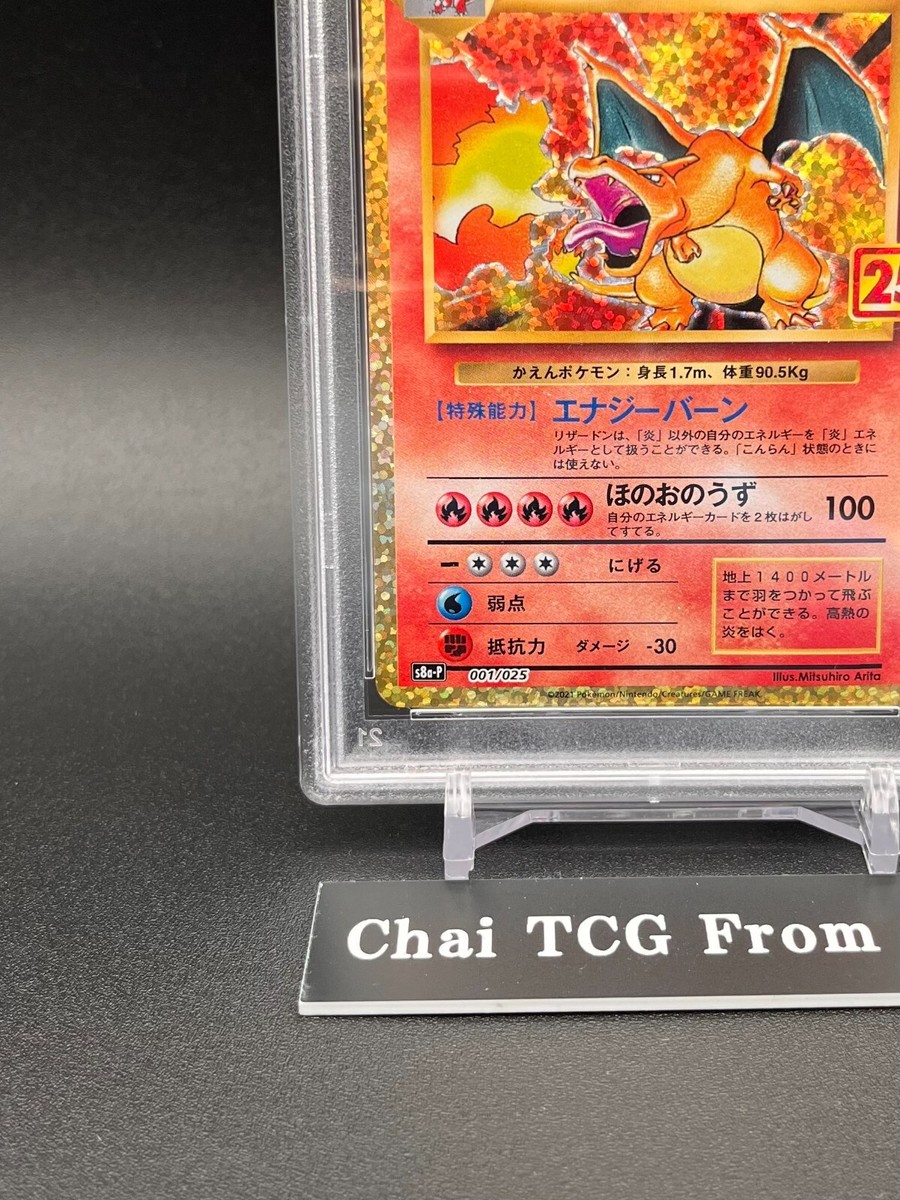 25
かえんポケモン：身長1.7m、体重90.5Kg
【特殊能力】 エナジーバーン
リザードンは、「炎」以外の自分のエネルギーを「炎」エネ
ルギーとして扱うことができる。「こんらん」状態のときに
は使えない。
ほのおのうず 100
自分のエネルギーカードを２枚はがし
てすてる。
にげる
弱点
抵抗力 ダメージ -30
地上１４００メートル
まで羽をつかって飛ぶ
ことができる。高熱の
炎をはく。
s8a-P 001/025
Illus.Mitsuhiro Arita
©2021 Pokémon/Nintendo/Creatures/GAME FREAK
21
Chai TCG From